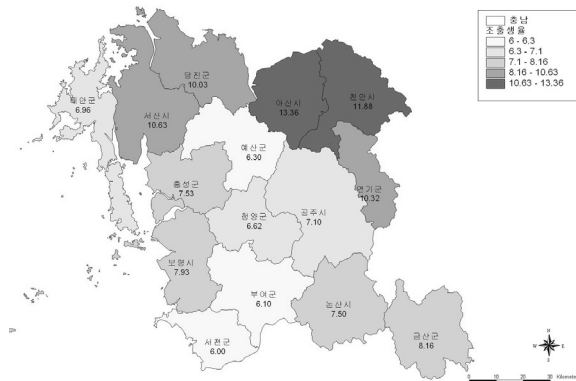 충남
조출생율
6 - 6.3
6.3 - 7.1
7.1 - 8.16
8.16 - 10.63
10.63 - 13.36
당진군
10.03
아산시
13.36
천안시
11.88
태안군
6.96
서산시
10.63
예산군
6.30
연기군
10.32
홍성군
7.53
청양군
6.62
공주시
7.10
보령시
7.93
부여군
6.10
논산시
7.50
금산군
8.16
서천군
6.00
N
W E
S
0 10 20 30 Kilometers